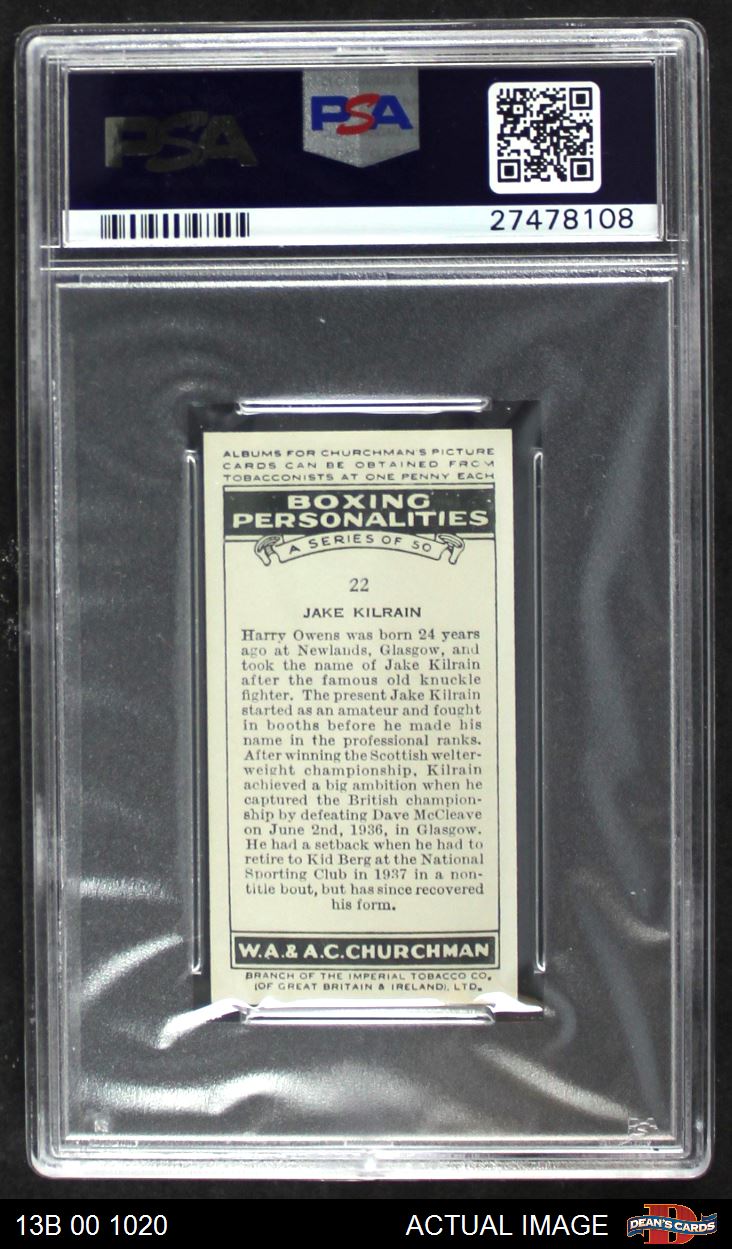 PSA
PSA
27478108
ALBUMS FOR CHURCHMAN'S PICTURE
CARDS CAN BE OBTAINED FROM
TOBACCONISTS AT ONE PENNY EACH
BOXING
PERSONALITIES
A SERIES OF 50
22
JAKE KILRAIN
Harry Owens was born 24 years
ago at Newlands, Glasgow, and
took the name of Jake Kilrain
after the famous old knuckle
fighter. The present Jake Kilrain
started as an amateur and fought
in booths before he made his
name in the professional ranks.
After winning the Scottish welter-
weight championship, Kilrain
achieved a big ambition when he
captured the British champion-
ship by defeating Dave McCleave
on June 2nd, 1936, in Glasgow.
He had a setback when he had to
retire to Kid Berg at the National
Sporting Club in 1937 in a non-
title bout, but has since recovered
his form.
W.A.& A.C.CHURCHMAN
BRANCH OF THE IMPERIAL TOBACCO CO.
(OF GREAT BRITAIN & IRELAND), LTD.
13B 00 1020 ACTUAL IMAGE DEAN'S CARDS